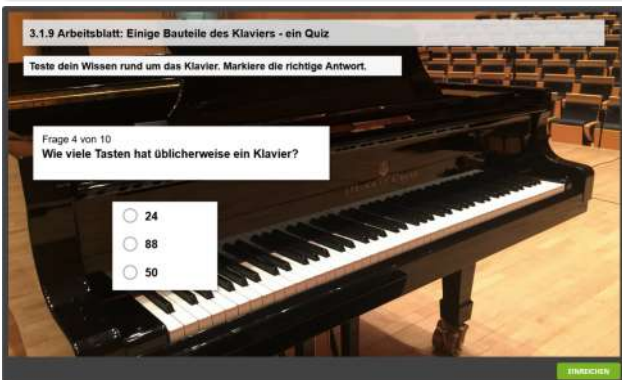 3.1.9 Arbeitsblatt: Einige Bauteile des Klaviers - ein Quiz
Teste dein Wissen rund um das Klavier. Markiere die richtige Antwort.
Frage 4 von 10
Wie viele Tasten hat üblicherweise ein Klavier?
24
88
50
EINREICHEN